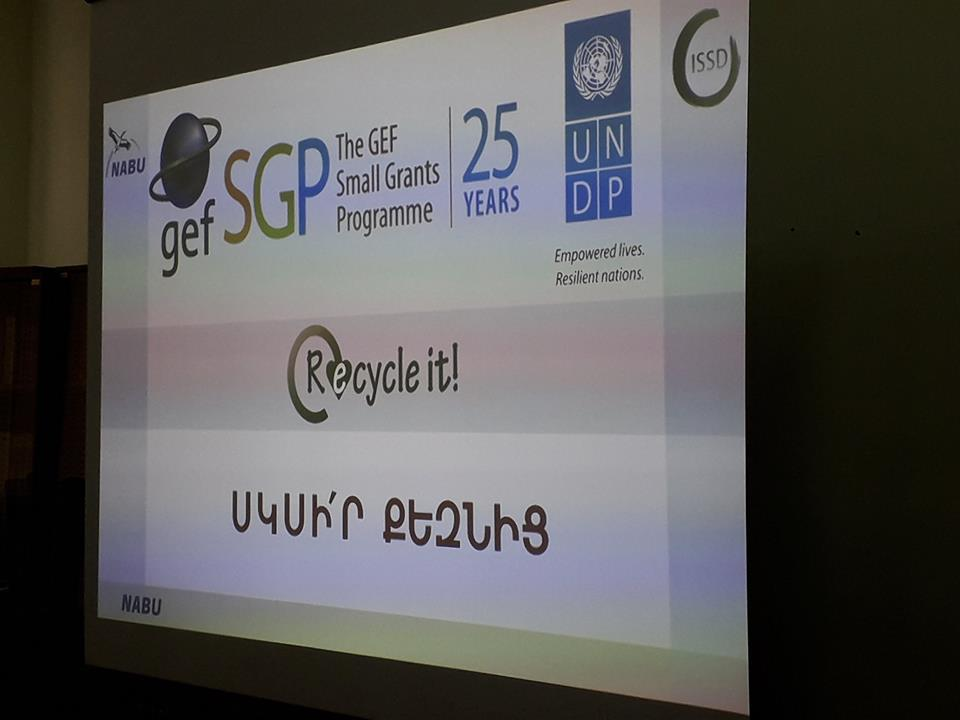 NABU
gef
SGP
The GEF
Small Grants
Programme
25
YEARS
UN
DP
Empowered lives.
Resilient nations.
ISSD
Recycle it!
ՍԿՍԻ՛Ր ՔԵԶՆԻՑ
NABU